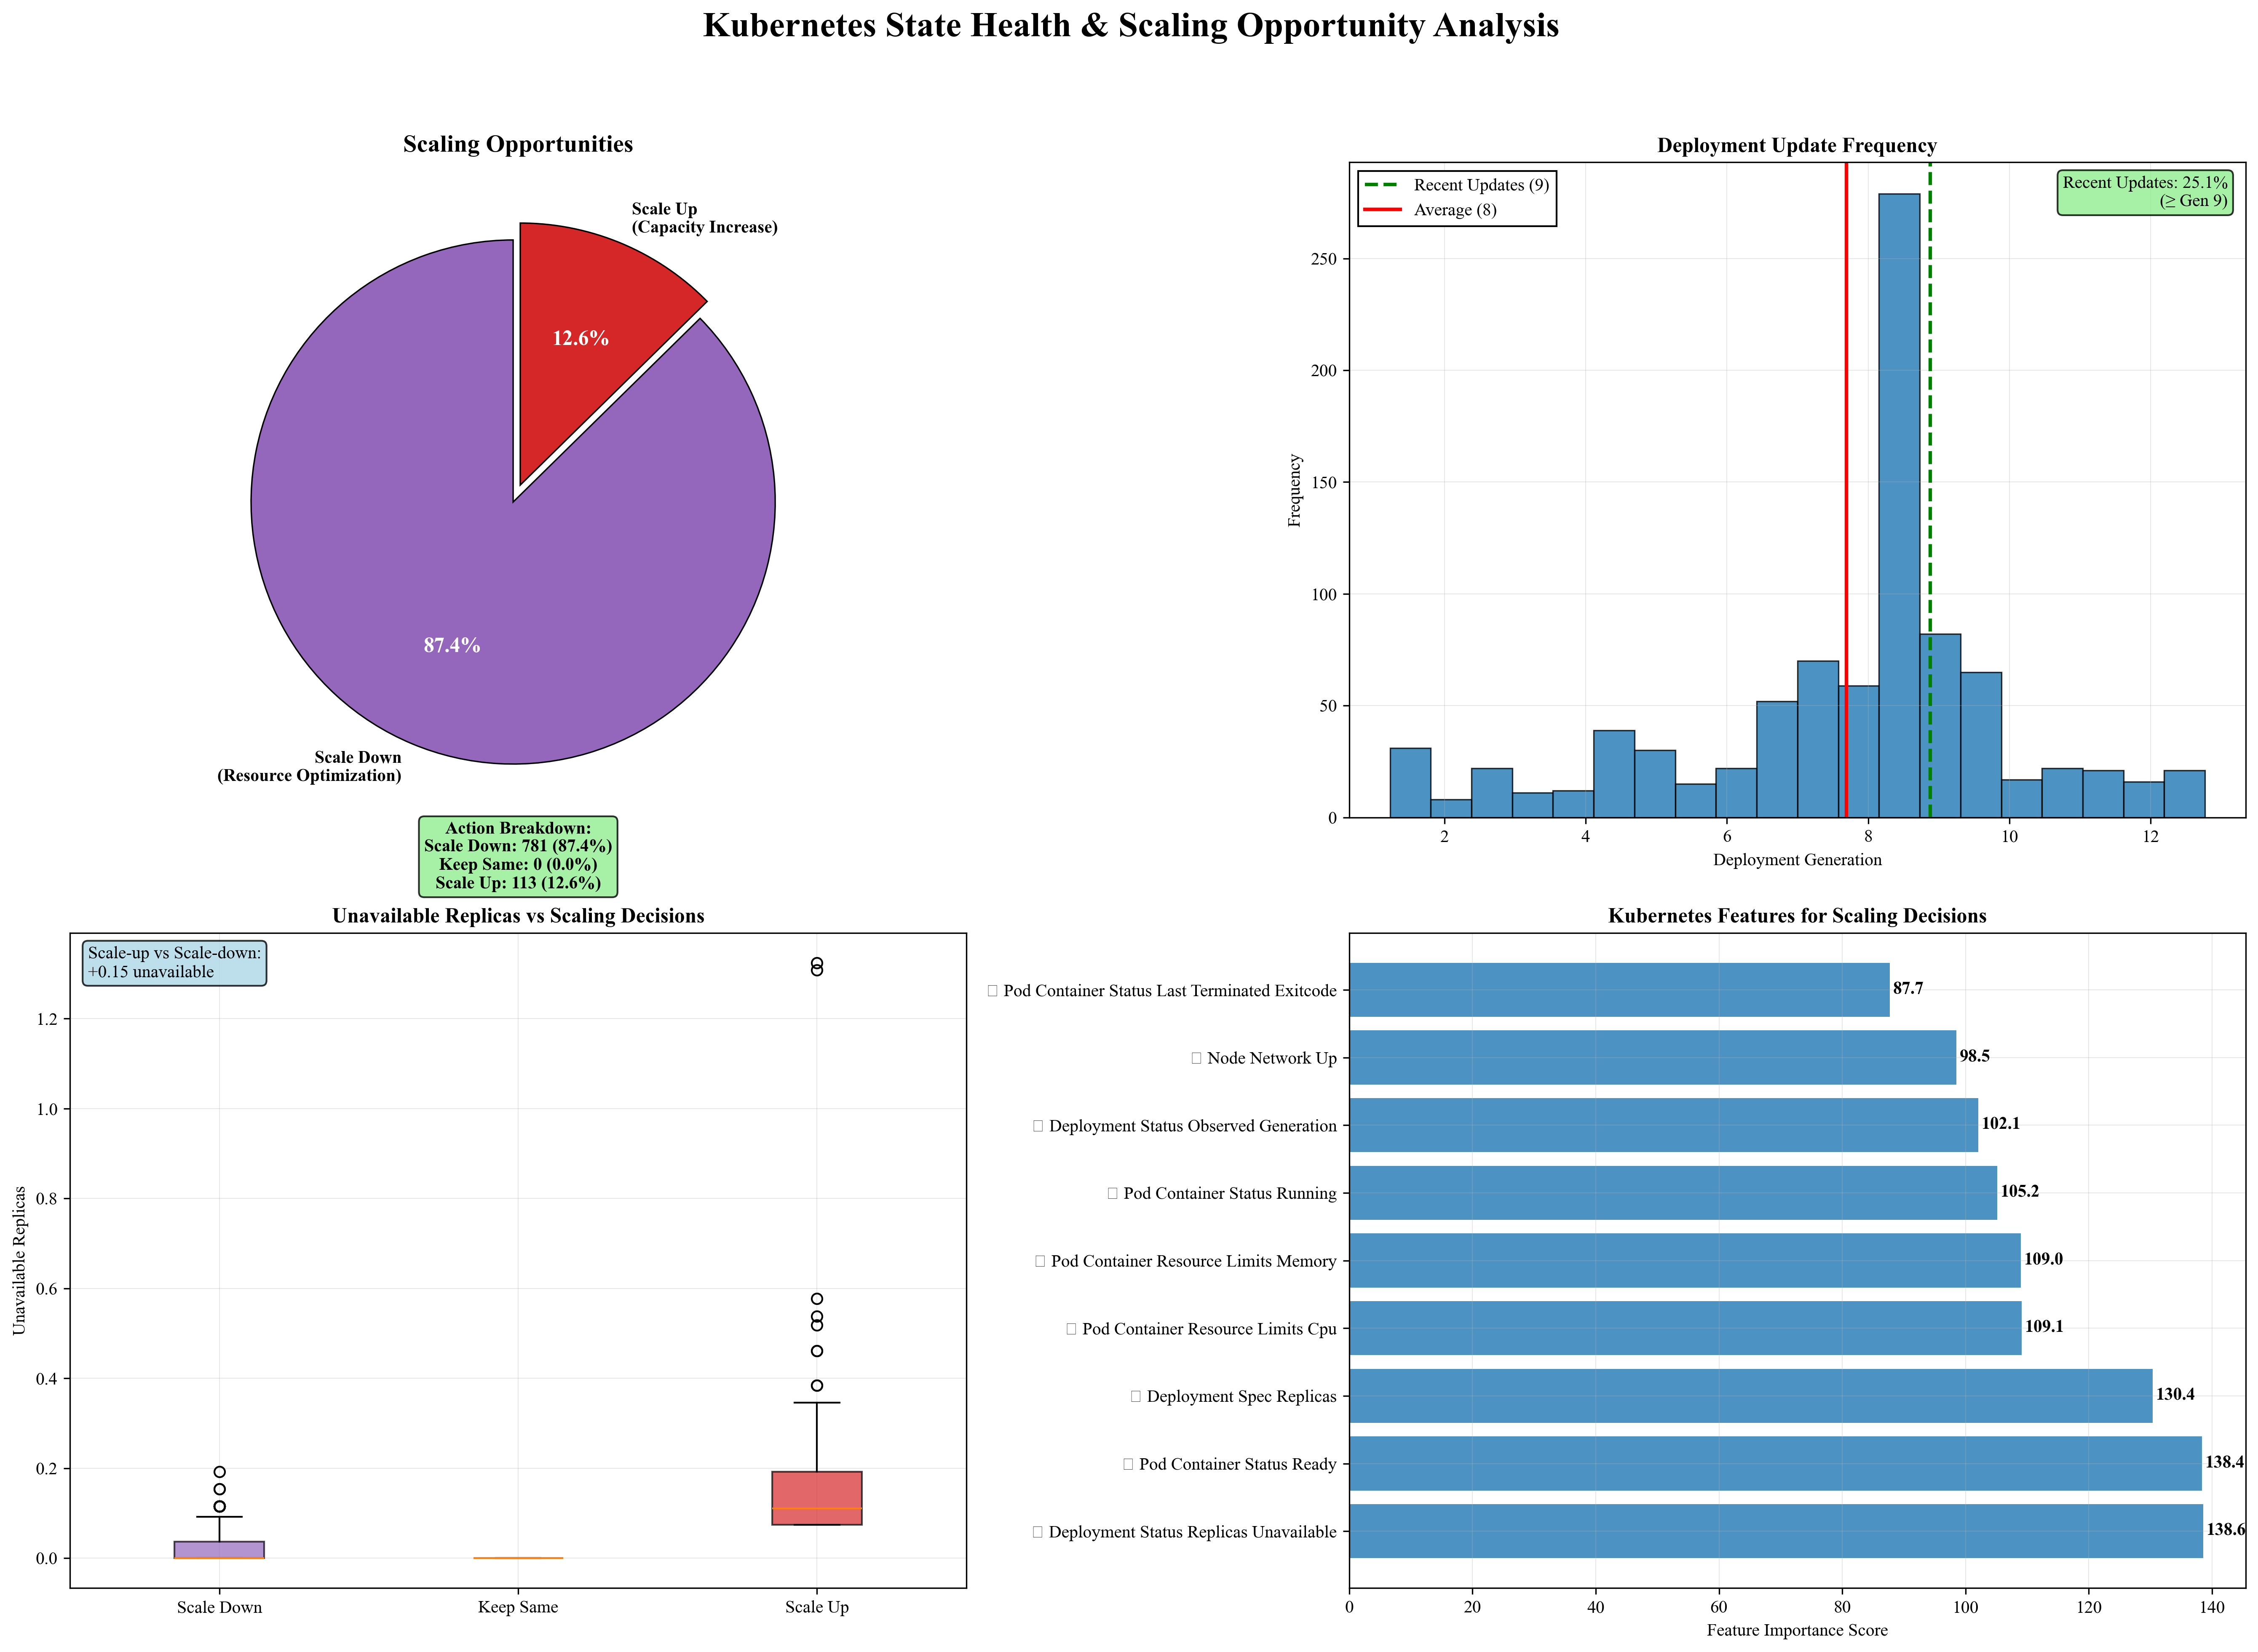 Kubernetes State Health & Scaling Opportunity Analysis
Scaling Opportunities
Scale Up
(Capacity Increase)
12.6%
87.4%
Scale Down
(Resource Optimization)
Action Breakdown:
Scale Down: 781 (87.4%)
Keep Same: 0 (0.0%)
Scale Up: 113 (12.6%)
Deployment Update Frequency
Recent Updates (9)
Average (8)
Recent Updates: 25.1%
(≥ Gen 9)
Frequency
250
200
150
100
50
0
2 4 6 8 10 12
Deployment Generation
Unavailable Replicas vs Scaling Decisions
Scale-up vs Scale-down:
+0.15 unavailable
Unavailable Replicas
1.2
1.0
0.8
0.6
0.4
0.2
0.0
Scale Down Keep Same Scale Up
Kubernetes Features for Scaling Decisions
Pod Container Status Last Terminated Exitcode 87.7
Node Network Up 98.5
Deployment Status Observed Generation 102.1
Pod Container Status Running 105.2
Pod Container Resource Limits Memory 109.0
Pod Container Resource Limits Cpu 109.1
Deployment Spec Replicas 130.4
Pod Container Status Ready 138.4
Deployment Status Replicas Unavailable 138.6
0 20 40 60 80 100 120 140
Feature Importance Score